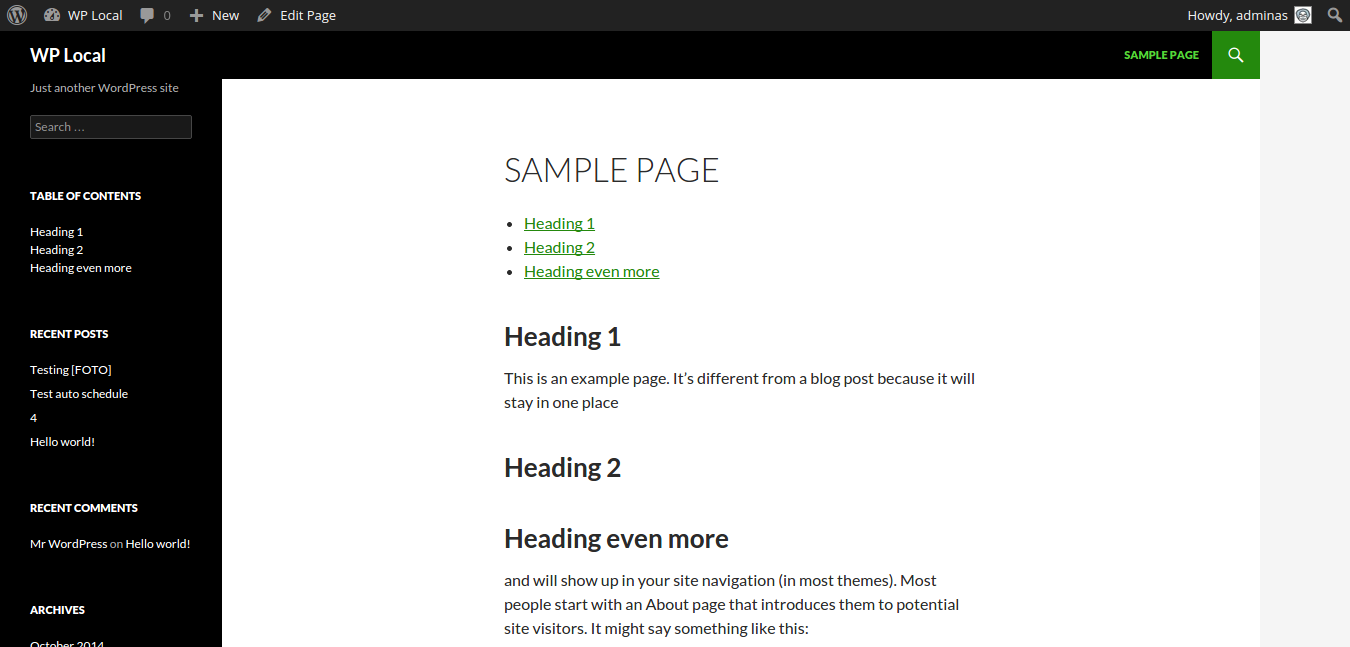 WP Local 0 New Edit Page Howdy, adminas
WP Local SAMPLE PAGE
Just another WordPress site
Search ...
TABLE OF CONTENTS
Heading 1
Heading 2
Heading even more
RECENT POSTS
Testing [FOTO]
Test auto schedule
4
Hello world!
RECENT COMMENTS
Mr WordPress on Hello world!
ARCHIVES
October 2014
SAMPLE PAGE
• Heading 1
• Heading 2
• Heading even more
Heading 1
This is an example page. It’s different from a blog post because it will
stay in one place
Heading 2
Heading even more
and will show up in your site navigation (in most themes). Most
people start with an About page that introduces them to potential
site visitors. It might say something like this: